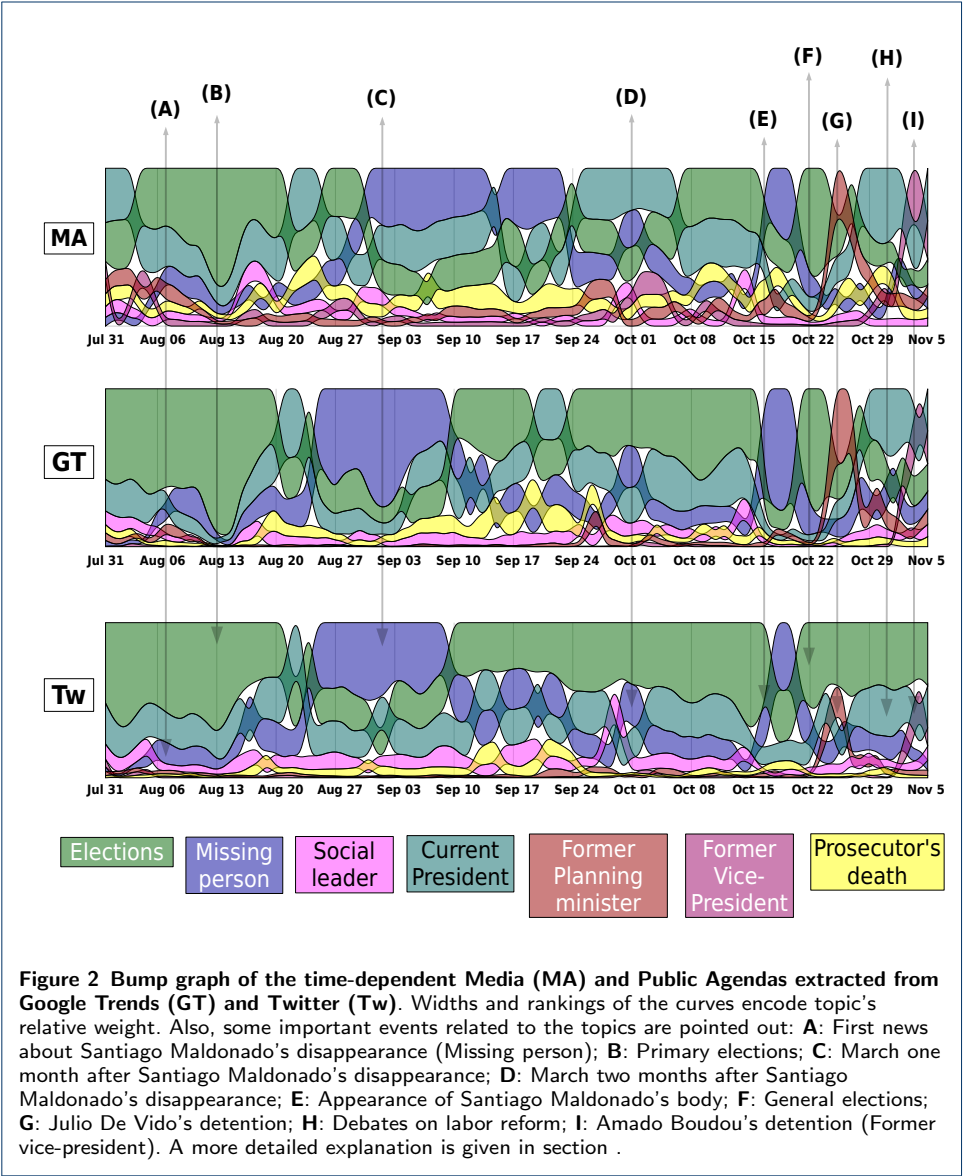 (F)
(H)
(B)
(C)
(D)
(A)
(E)
(G)
(I)
MA
Jul 31 Aug 06 Aug 13 Aug 20 Aug 27 Sep 03 Sep 10 Sep 17 Sep 24 Oct 01 Oct 08 Oct 15 Oct 22 Oct 29 Nov 5
GT
Jul 31 Aug 06 Aug 13 Aug 20 Aug 27 Sep 03 Sep 10 Sep 17 Sep 24 Oct 01 Oct 08 Oct 15 Oct 22 Oct 29 Nov 5
Tw
Jul 31 Aug 06 Aug 13 Aug 20 Aug 27 Sep 03 Sep 10 Sep 17 Sep 24 Oct 01 Oct 08 Oct 15 Oct 22 Oct 29 Nov 5
Elections
Missing
person
Social
leader
Current
President
Former
Planning
minister
Former
Vice-
President
Prosecutor's
death
Figure 2 Bump graph of the time-dependent Media (MA) and Public Agendas extracted from
Google Trends (GT) and Twitter (Tw). Widths and rankings of the curves encode topic's
relative weight. Also, some important events related to the topics are pointed out: A: First news
about Santiago Maldonado's disappearance (Missing person); B: Primary elections; C: March one
month after Santiago Maldonado's disappearance; D: March two months after Santiago
Maldonado's disappearance; E: Appearance of Santiago Maldonado's body; F: General elections;
G: Julio De Vido's detention; H: Debates on labor reform; I: Amado Boudou's detention (Former
vice-president). A more detailed explanation is given in section .